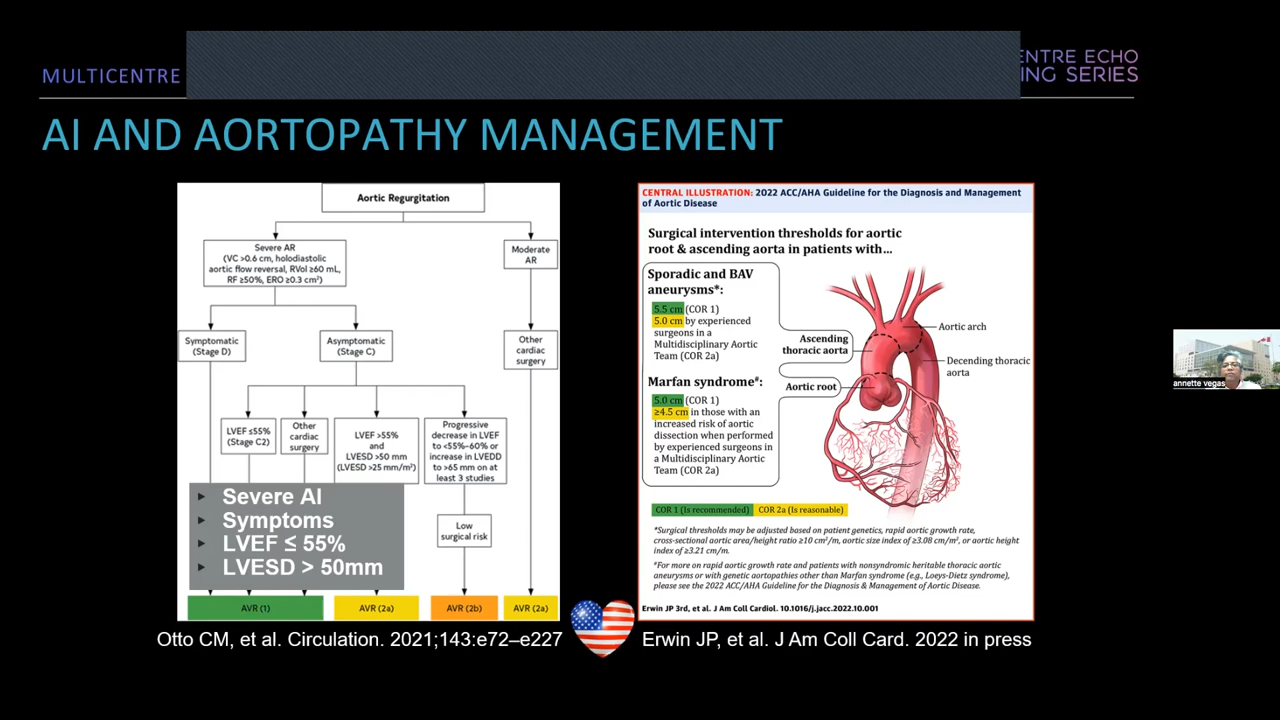 MULTICENTRE
ENTRE ECHO
ING SERIES
AI AND AORTOPATHY MANAGEMENT
Aortic Regurgitation
Severe AR
(VC >0.6 cm, holodiastolic
aortic flow reversal, RVol ≥60 mL,
RF ≥50%, ERO ≥0.3 cm²)
Moderate
AR
Symptomatic
(Stage D)
Asymptomatic
(Stage C)
Other
cardiac
surgery
LVEF ≤55%
(Stage C2)
Other
cardiac
surgery
LVEF >55%
and
LVESD >50 mm
(LVESD >25 mm/m²)
Progressive
decrease in LVEF
to <55%-60% or
increase in LVEDD
to >65 mm on at
least 3 studies
Low
surgical risk
▸ Severe AI
▸ Symptoms
▸ LVEF ≤ 55%
▸ LVESD > 50mm
AVR (1)
AVR (2a)
AVR (2b)
AVR (2a)
Otto CM, et al. Circulation. 2021;143:e72–e227
CENTRAL ILLUSTRATION: 2022 ACC/AHA Guideline for the Diagnosis and Management
of Aortic Disease
Surgical intervention thresholds for aortic
root & ascending aorta in patients with…
Sporadic and BAV
aneurysms*:
5.5 cm (COR 1)
5.0 cm by experienced
surgeons in a
Multidisciplinary Aortic
Team (COR 2a)
Marfan syndrome#:
5.0 cm (COR 1)
≥4.5 cm in those with an
increased risk of aortic
dissection when performed
by experienced surgeons in
a Multidisciplinary Aortic
Team (COR 2a)
Ascending
thoracic aorta
Aortic root
Aortic arch
Decending thoracic
aorta
COR 1 (Is recommended)
COR 2a (Is reasonable)
*Surgical thresholds may be adjusted based on patient genetics, rapid aortic growth rate,
cross-sectional aortic area/height ratio ≥10 cm²/m, aortic size index of ≥3.08 cm/m², or aortic height
index of ≥3.21 cm/m.
#For more on rapid aortic growth rate and patients with nonsyndromic heritable thoracic aortic
aneurysms or with genetic aortopathies other than Marfan syndrome (e.g., Loeys-Dietz syndrome),
please see the 2022 ACC/AHA Guideline for the Diagnosis & Management of Aortic Disease.
Erwin JP 3rd, et al. J Am Coll Cardiol. 10.1016/j.jacc.2022.10.001
Erwin JP, et al. J Am Coll Card. 2022 in press
annette vegas